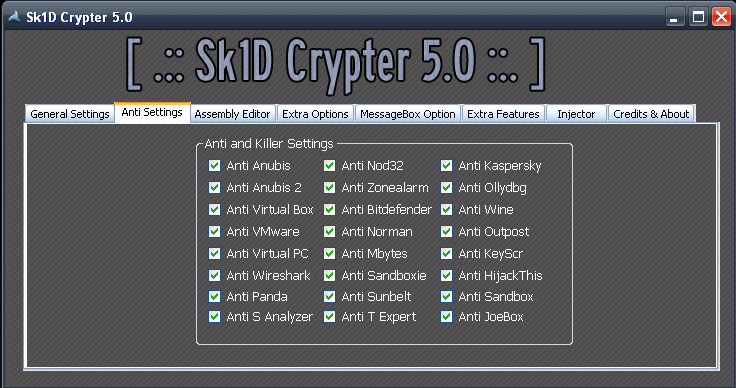 Sk1D Crypter 5.0
[ .:: Sk1D Crypter 5.0 ::. ]
General Settings Anti Settings Assembly Editor Extra Options MessageBox Option Extra Features Injector Credits & About
Anti and Killer Settings
Anti Anubis Anti Nod32 Anti Kaspersky
Anti Anubis 2 Anti Zonealarm Anti Ollydbg
Anti Virtual Box Anti Bitdefender Anti Wine
Anti VMware Anti Norman Anti Outpost
Anti Virtual PC Anti Mbytes Anti KeyScr
Anti Wireshark Anti Sandboxie Anti HijackThis
Anti Panda Anti Sunbelt Anti Sandbox
Anti S Analyzer Anti T Expert Anti JoeBox